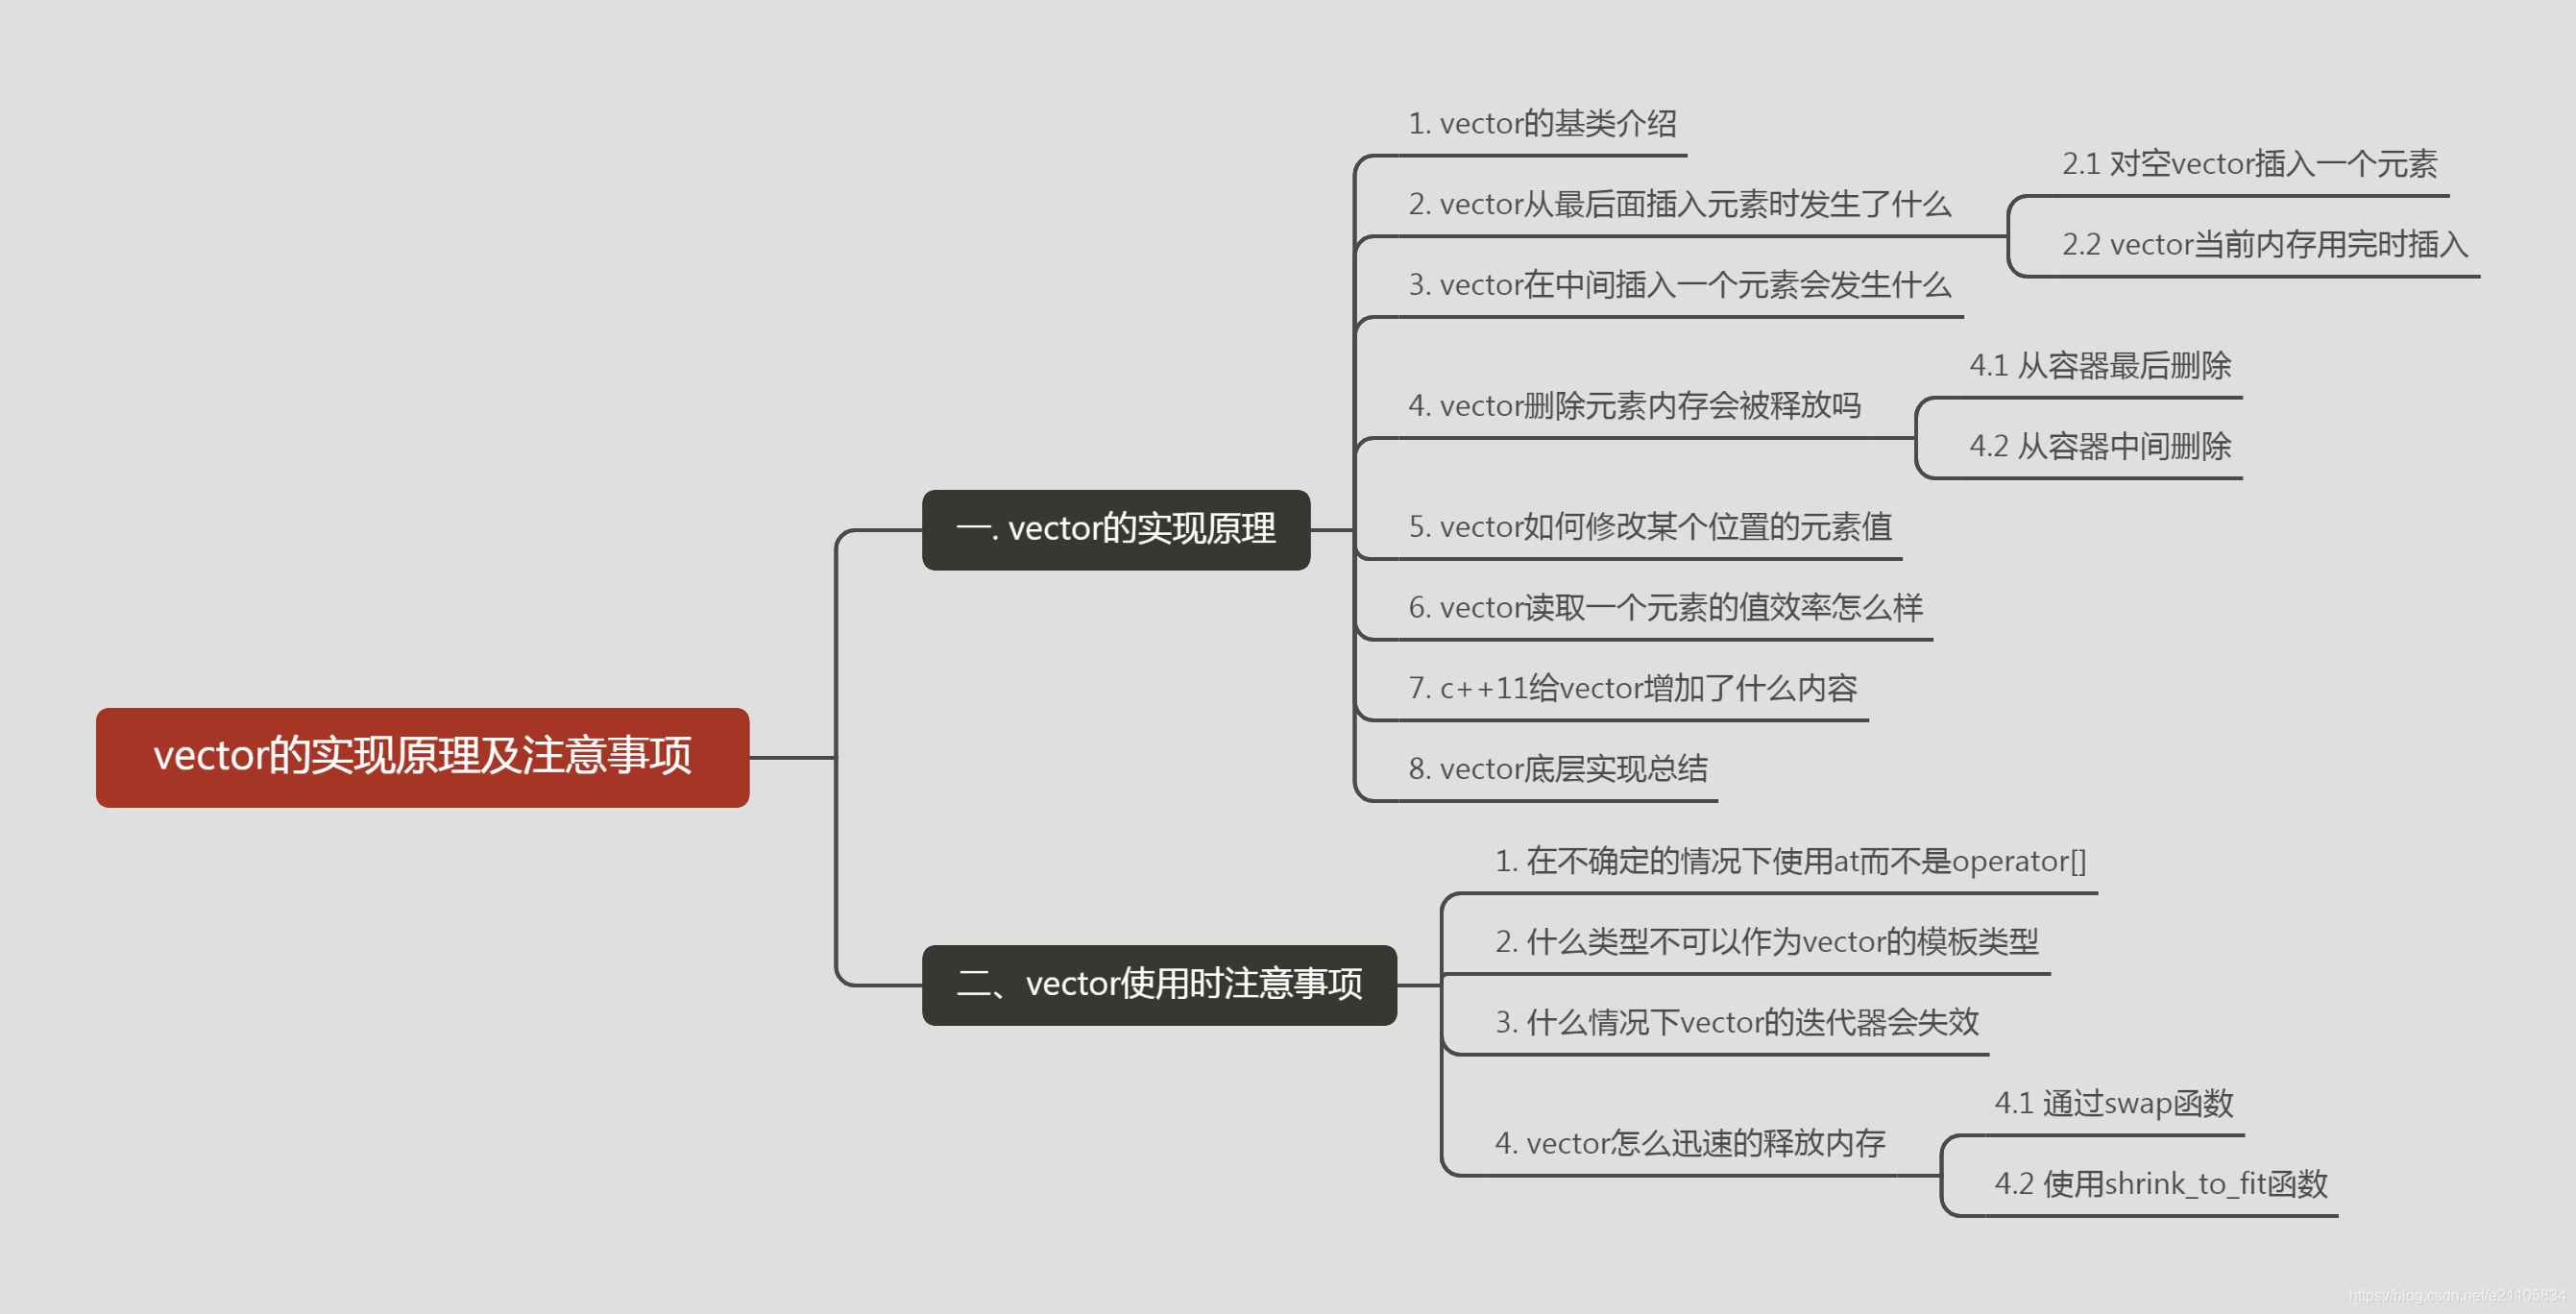 vector的实现原理及注意事项
一. vector的实现原理
1. vector的基类介绍
2. vector从最后面插入元素时发生了什么
2.1 对空vector插入一个元素
2.2 vector当前内存用完时插入
3. vector在中间插入一个元素会发生什么
4. vector删除元素内存会被释放吗
4.1 从容器最后删除
4.2 从容器中间删除
5. vector如何修改某个位置的元素值
6. vector读取一个元素的值效率怎么样
7. c++11给vector增加了什么内容
8. vector底层实现总结
二、vector使用时注意事项
1. 在不确定的情况下使用at而不是operator[]
2. 什么类型不可以作为vector的模板类型
3. 什么情况下vector的迭代器会失效
4. vector怎么迅速的释放内存
4.1 通过swap函数
4.2 使用shrink_to_fit函数
https://blog.csdn.net/e21105834